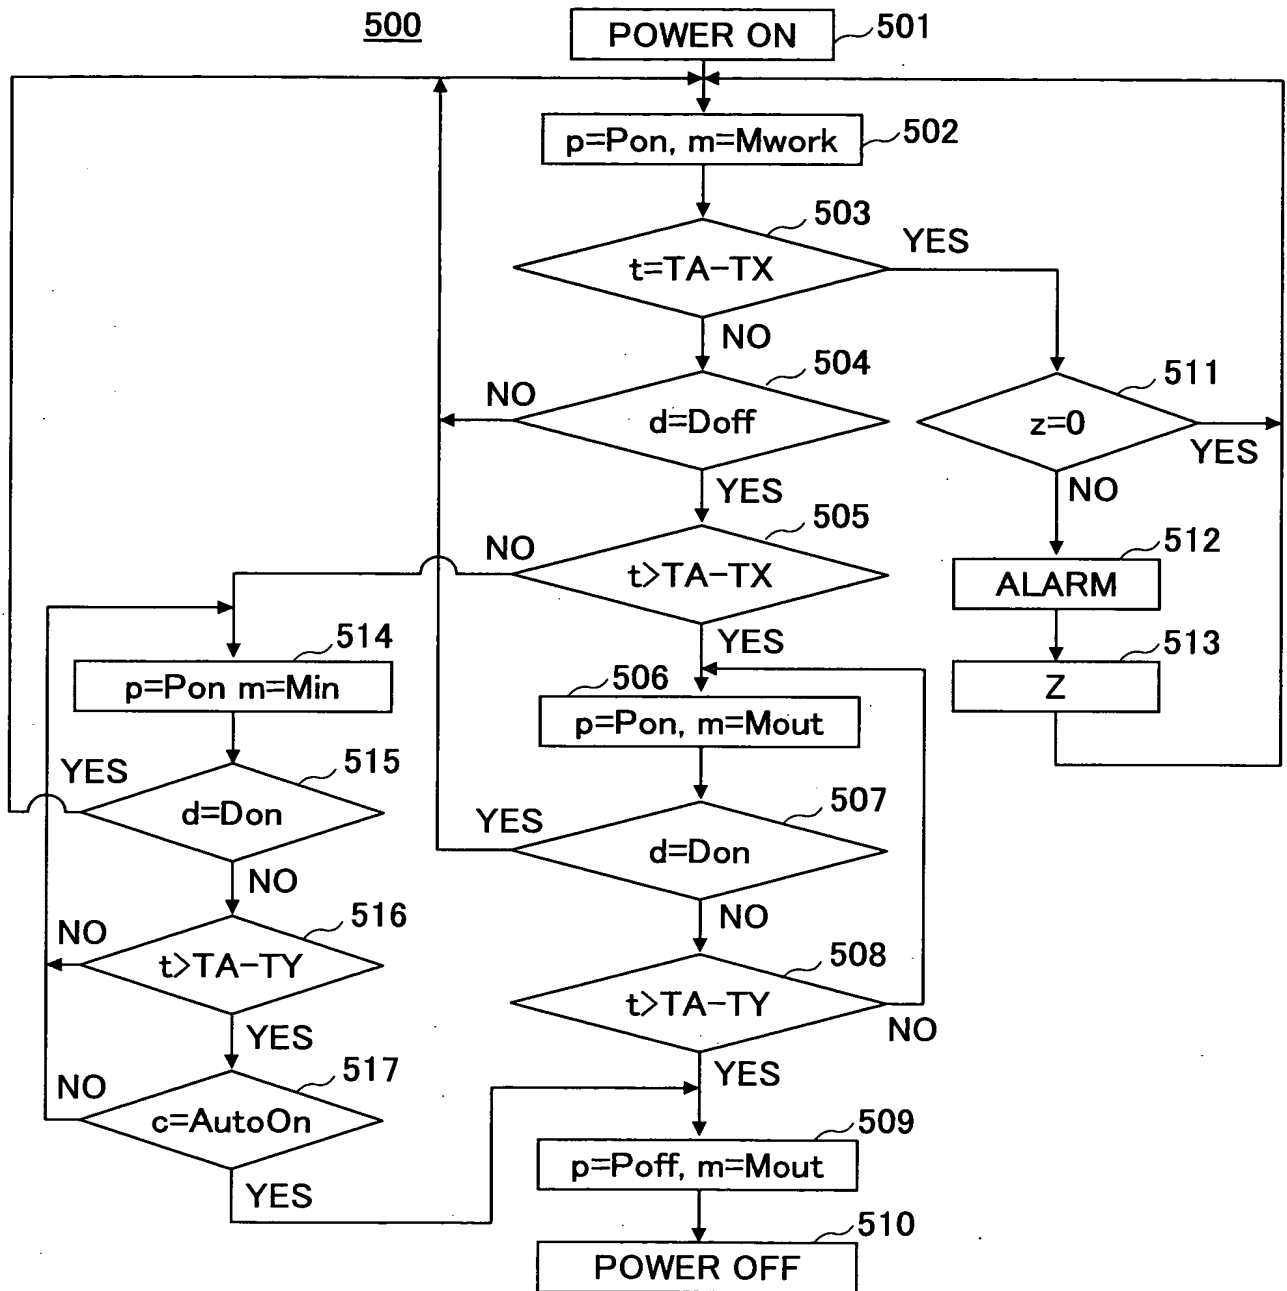 500
POWER ON
501
p=Pon, m=Mwork
502
503
t=TA-TX
YES
NO
504
d=Doff
NO
YES
511
z=0
YES
NO
505
t>TA-TX
NO
YES
512
ALARM
513
Z
514
p=Pon m=Min
506
p=Pon, m=Mout
515
YES
d=Don
NO
507
YES
d=Don
NO
516
NO
t>TA-TY
YES
508
t>TA-TY
NO
YES
517
NO
c=AutoOn
YES
509
p=Poff, m=Mout
510
POWER OFF